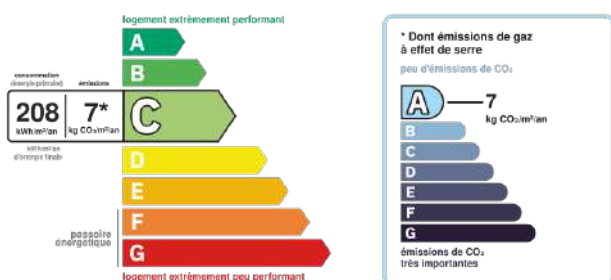 logement extrêmement performant
consommation
(énergie primaire)
émissions
208
kWh/m²/an
7*
kg CO₂/m²/an
d'énergie finale
A
B
C
D
E
F
G
passoire
énergétique
logement extrêmement peu performant
* Dont émissions de gaz
à effet de serre
peu d'émissions de CO₂
A
7
kg CO₂/m²/an
B
C
D
E
F
G
émissions de CO₂
très importantes